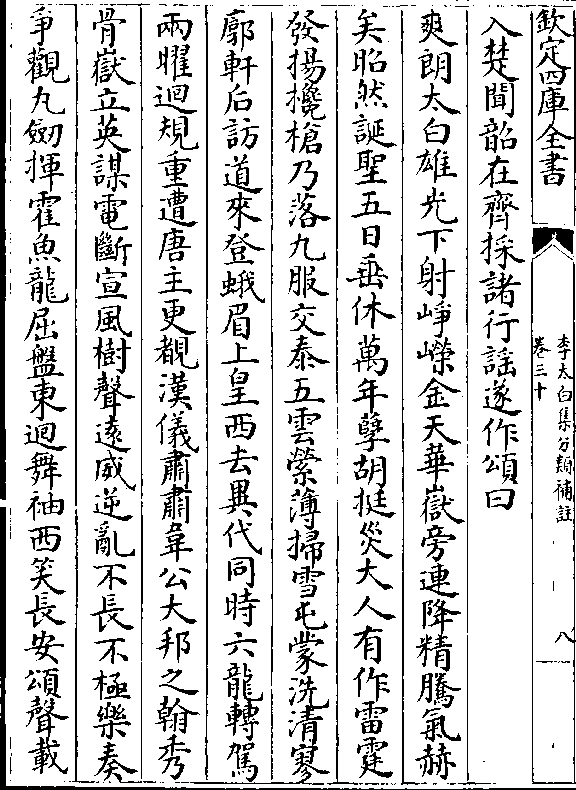 欽定四庫全書
李太白集分類補註
卷三十
八
入楚聞韶在齊採諸行謡遂作頌曰
爽朗太白雄光下射崢嶸金天華嶽旁連降精騰氣赫
矣昭然誕聖五日垂休萬年孽胡挺災大人有作雷霆
發揚攙槍乃落九服交泰五雲縈薄掃雪屯蒙洗清寥
廓軒后訪道來登蛾眉上皇西去異代同時六龍轉駕
兩曜迴規重遭唐主更覩漢儀肅肅韋公大邦之翰秀
骨嶽立英謀電斷宣風樹聲遠威逆亂不長不極樂奏
爭觀九劒揮霍魚龍屈盤東迴舞袖西笑長安頌聲載